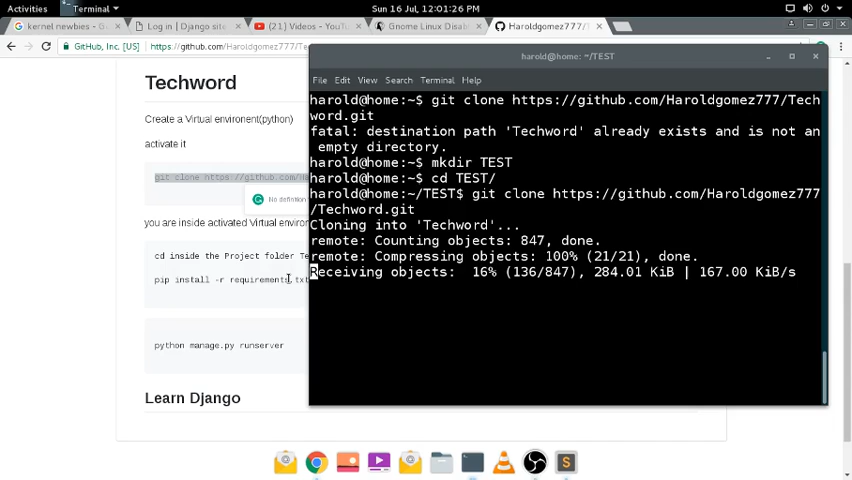 Activities
Terminal
Sun 16 Jul, 12:01:26 PM
kernel newbies - G
Log in | Django site
(21) Videos - YouT
Gnome Linux Disab
Haroldgomez777/T
GitHub, Inc. [US]
https://github.com/Haroldgomez777/Te
harold@home: ~/TEST
File Edit View Search Terminal Help
harold@home:~$ git clone https://github.com/Haroldgomez777/Tech
word.git
fatal: destination path 'Techword' already exists and is not an
empty directory.
harold@home:~$ mkdir TEST
harold@home:~$ cd TEST/
harold@home:~/TEST$ git clone https://github.com/Haroldgomez777
/Techword.git
Cloning into 'Techword'...
remote: Counting objects: 847, done.
remote: Compressing objects: 100% (21/21), done.
Receiving objects: 16% (136/847), 284.01 KiB | 167.00 KiB/s
Techword
Create a Virtual environent(python)
activate it
git clone https://github.com/Ha
No definition
you are inside activated Virtual environ
cd inside the Project folder Te
pip install -r requirements.txt
python manage.py runserver
Learn Django